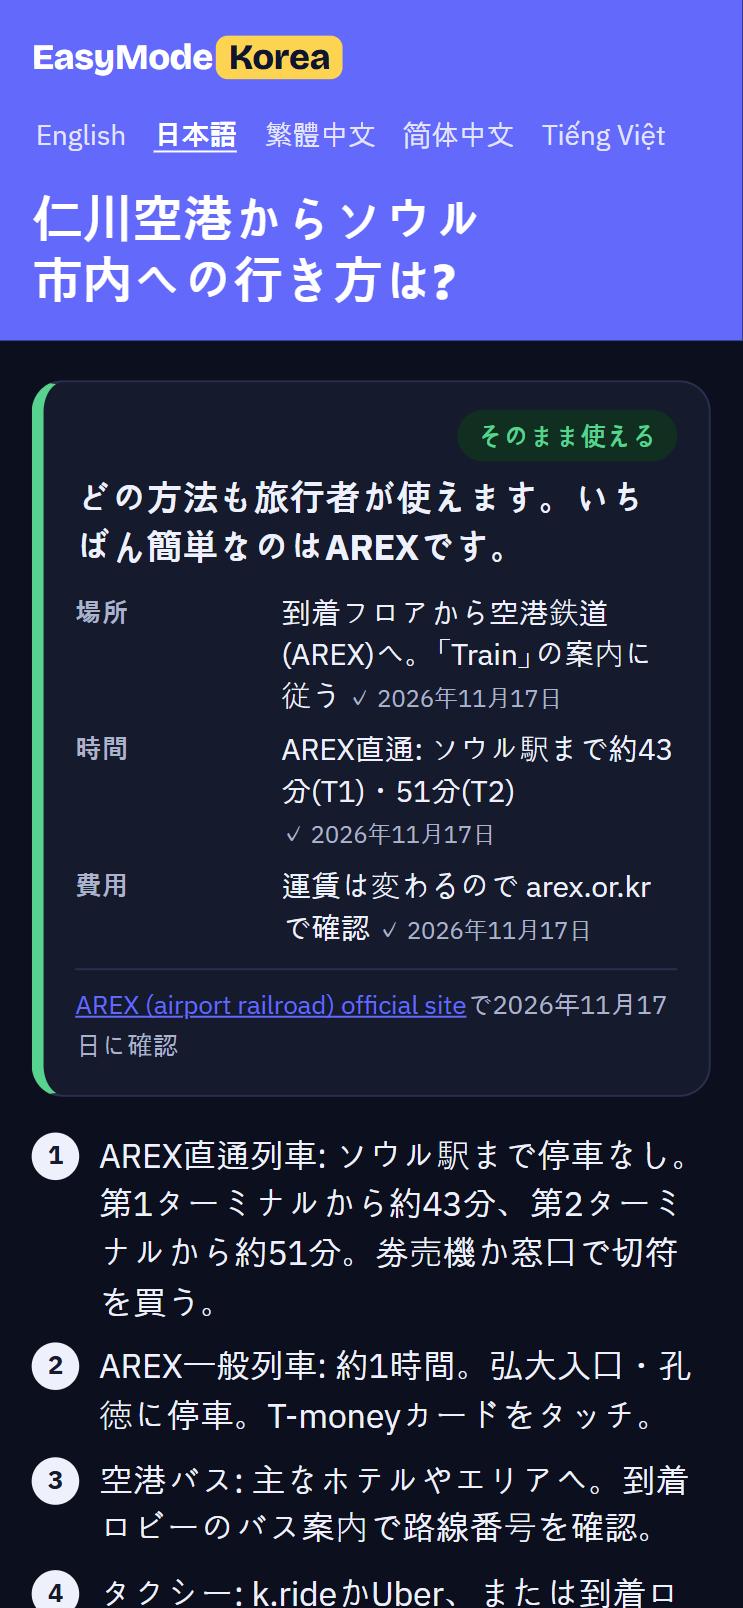 EasyMode Korea
English 日本語 繁體中文 简体中文 Tiếng Việt
仁川空港からソウル
市内への行き方は?
そのまま使える
どの方法も旅行者が使えます。いち
ばん簡単なのはAREXです。
場所 到着フロアから空港鉄道
(AREX)へ。「Train」の案内に
従う ✓ 2026年11月17日
時間 AREX直通: ソウル駅まで約43
分(T1)・51分(T2)
✓ 2026年11月17日
費用 運賃は変わるので arex.or.kr
で確認 ✓ 2026年11月17日
AREX (airport railroad) official siteで2026年11月17
日に確認
1 AREX直通列車: ソウル駅まで停車なし。
第1ターミナルから約43分、第2ターミ
ナルから約51分。券売機か窓口で切符
を買う。
2 AREX一般列車: 約1時間。弘大入口・孔
徳に停車。T-moneyカードをタッチ。
3 空港バス: 主なホテルやエリアへ。到着
ロビーのバス案内で路線番号を確認。
4 タクシー: k.rideかUber、または到着ロ